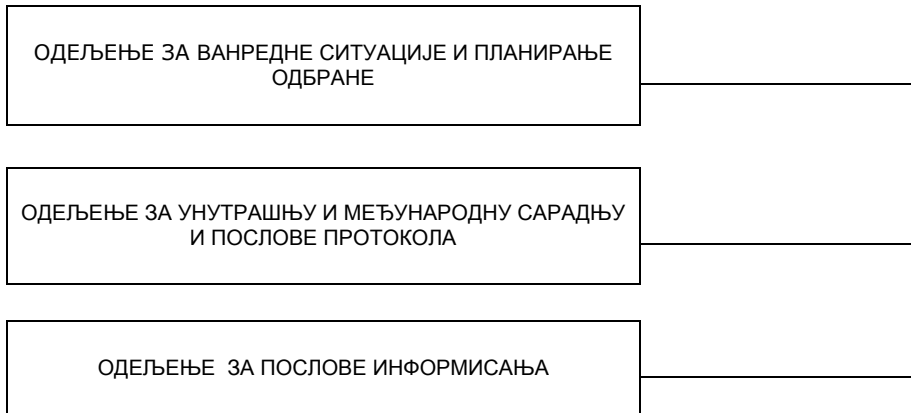 ОДЕЉЕЊЕ ЗА ВАНРЕДНЕ СИТУАЦИЈЕ И ПЛАНИРАЊЕ
ОДБРАНЕ
ОДЕЉЕЊЕ ЗА УНУТРАШЊУ И МЕЂУНАРОДНУ САРАДЊУ
И ПОСЛОВЕ ПРОТОКОЛА
ОДЕЉЕЊЕ ЗА ПОСЛОВЕ ИНФОРМИСАЊА